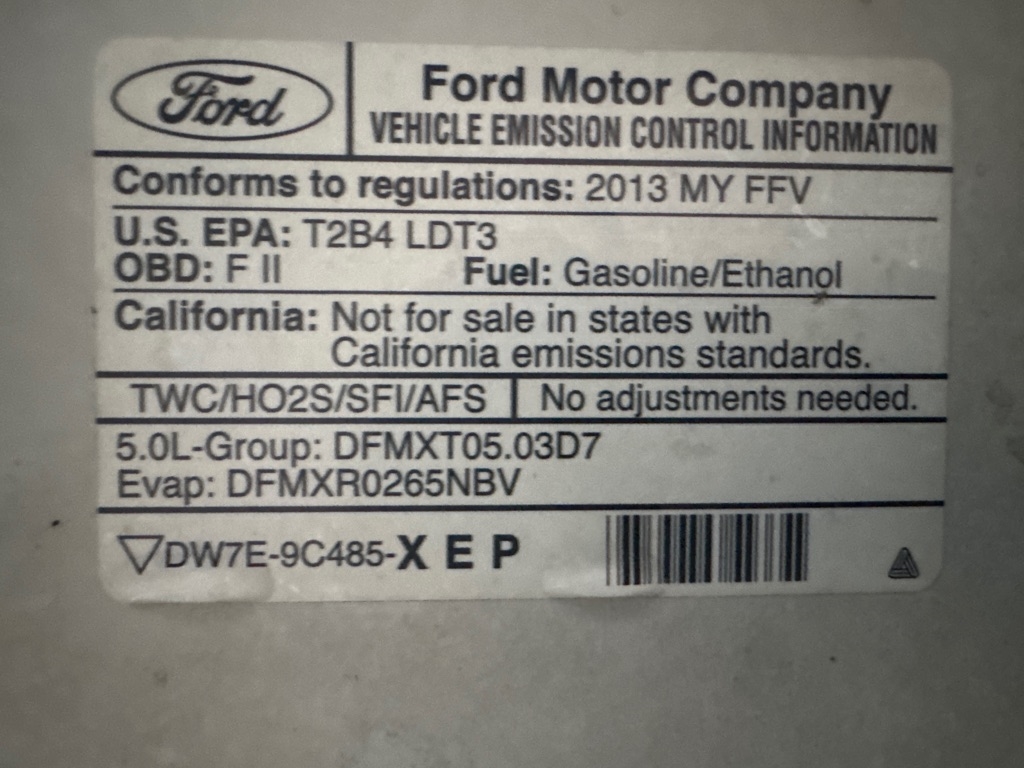 Ford
Ford Motor Company
VEHICLE EMISSION CONTROL INFORMATION
Conforms to regulations: 2013 MY FFV
U.S. EPA: T2B4 LDT3
OBD: F II Fuel: Gasoline/Ethanol
California: Not for sale in states with
California emissions standards.
TWC/HO2S/SFI/AFS No adjustments needed.
5.0L-Group: DFMXT05.03D7
Evap: DFMXR0265NBV
▽DW7E-9C485-X E P